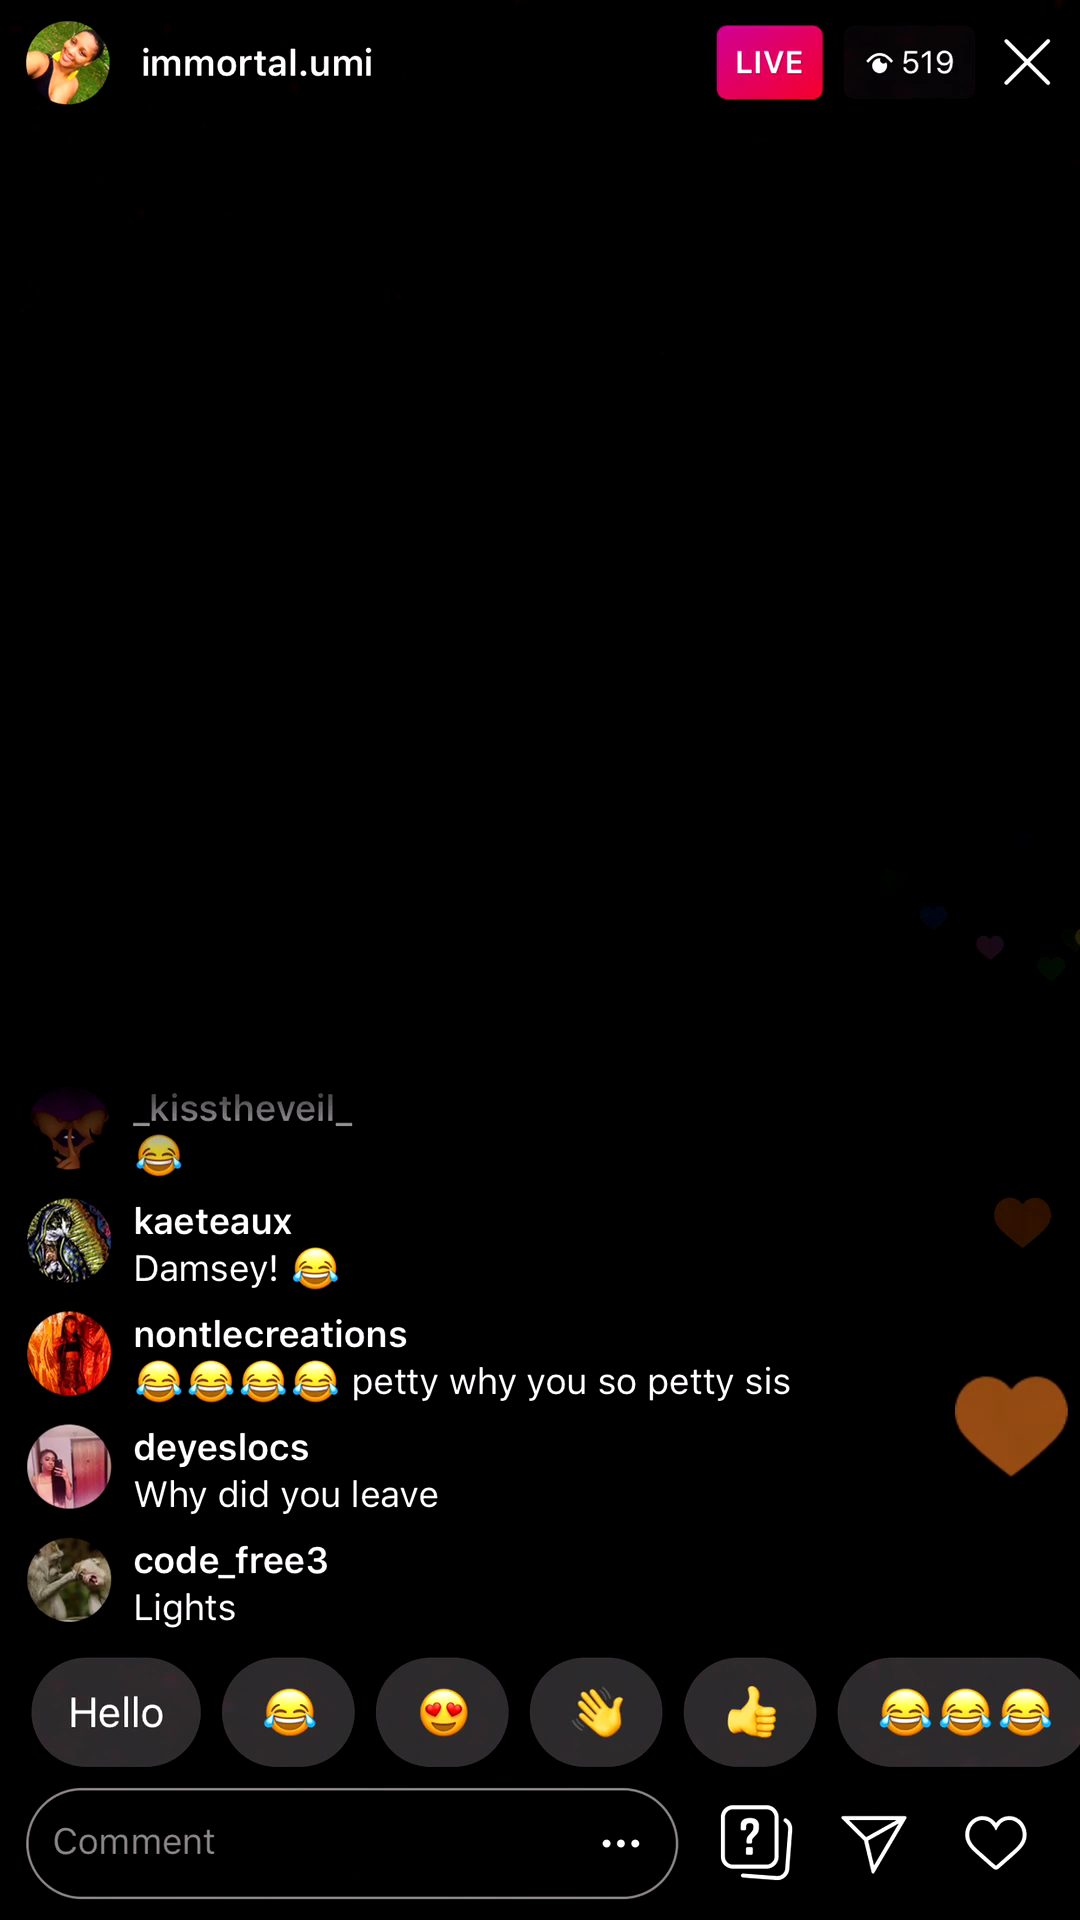 immortal.umi LIVE 519
_kisstheveil_
😂
kaeteaux
Damsey! 😂
nontlecreations
😂😂😂😂 petty why you so petty sis
deyeslocs
Why did you leave
code_free3
Lights
Hello 😂 😍 👋 👍 😂😂😂
Comment